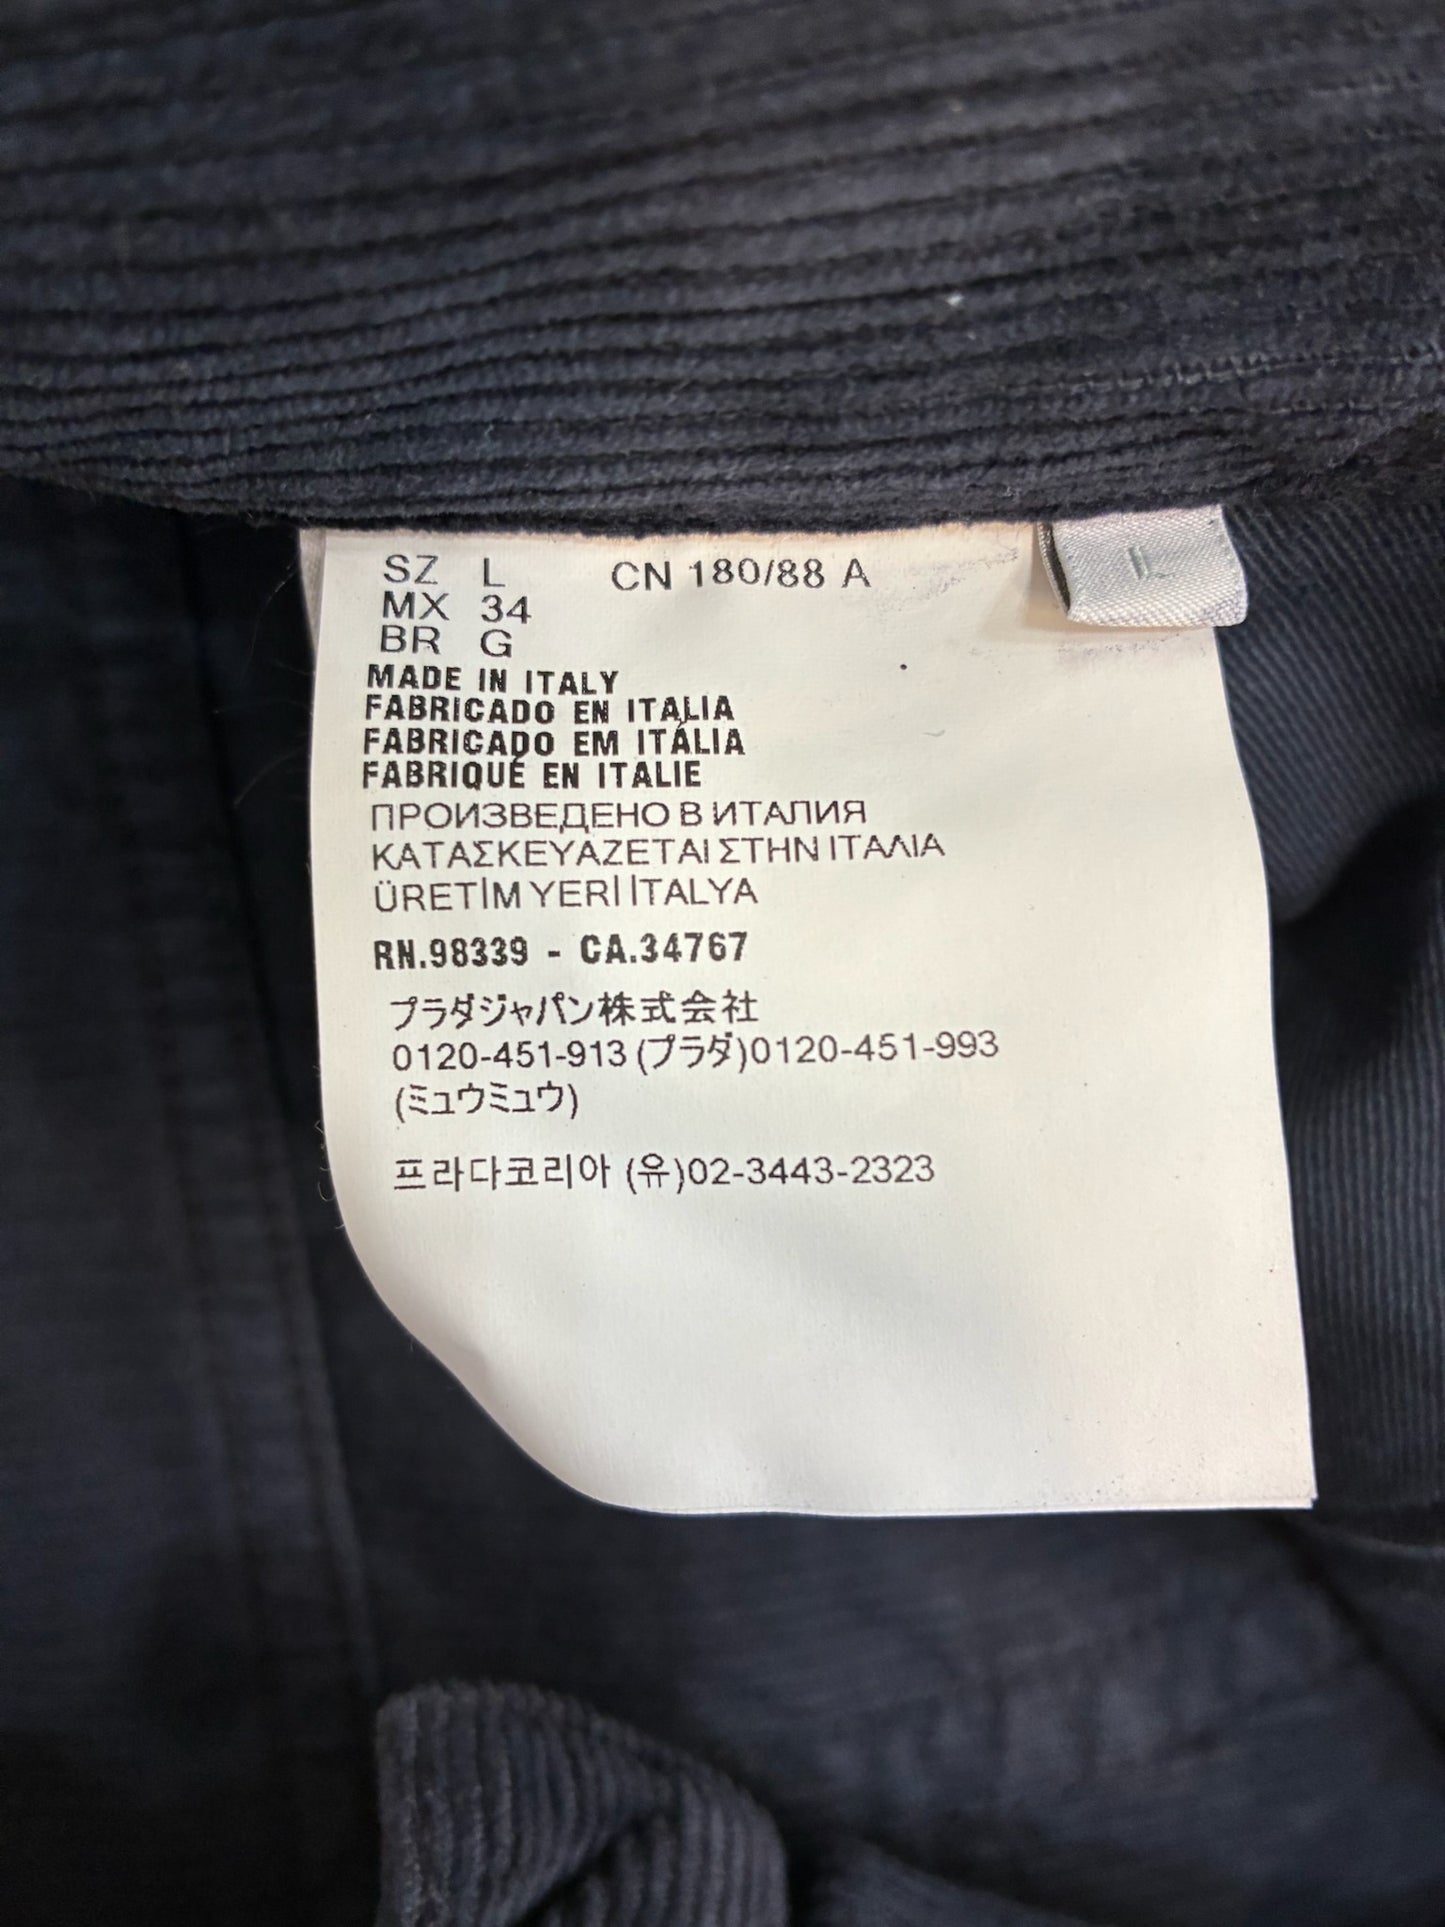 SZ L CN 180/88 A
MX 34
BR G
MADE IN ITALY
FABRICADO EN ITALIA
FABRICADO EM ITÁLIA
FABRIQUÉ EN ITALIE
ПРОИЗВЕДЕНО В ИТАЛИЯ
ΚΑΤΑΣΚΕΥΑΖΕΤΑΙ ΣΤΗΝ ΙΤΑΛΙΑ
ÜRETİM YERİ İTALYA
RN.98339 - CA.34767
プラダジャパン株式会社
0120-451-913 (プラダ)0120-451-993
(ミュウミュウ)
프라다코리아 (유)02-3443-2323
L